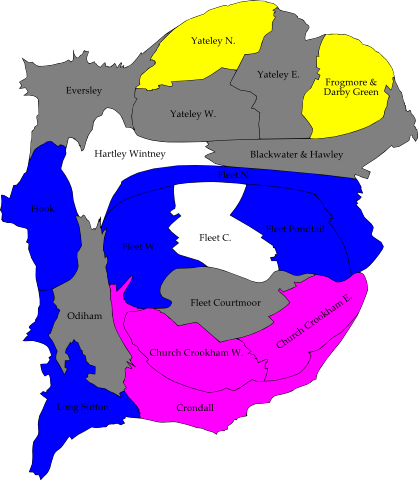 Yateley N.
Yateley E.
Frogmore &
Darby Green
Eversley
Yateley W.
Hartley Wintney
Blackwater & Hawley
Fleet N.
Hook
Fleet Pondtail
Fleet C.
Fleet W.
Fleet Courtmoor
Odiham
Church Crookham E.
Church Crookham W.
Long Sutton
Crondall